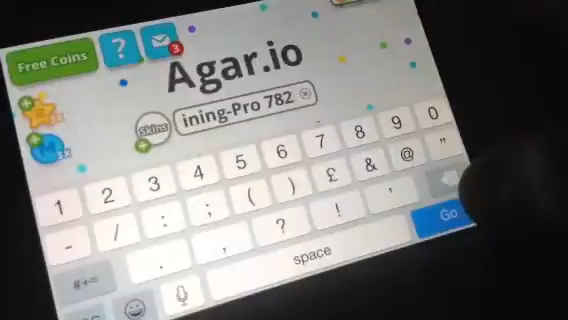 Free Coins
?
3
Agar.io
Skins
ining-Pro 782
3X
1 2 3 4 5 6 7 8 9 0
- / : ; ( ) £ & @ "
#+= . , ? ! '
space
Go